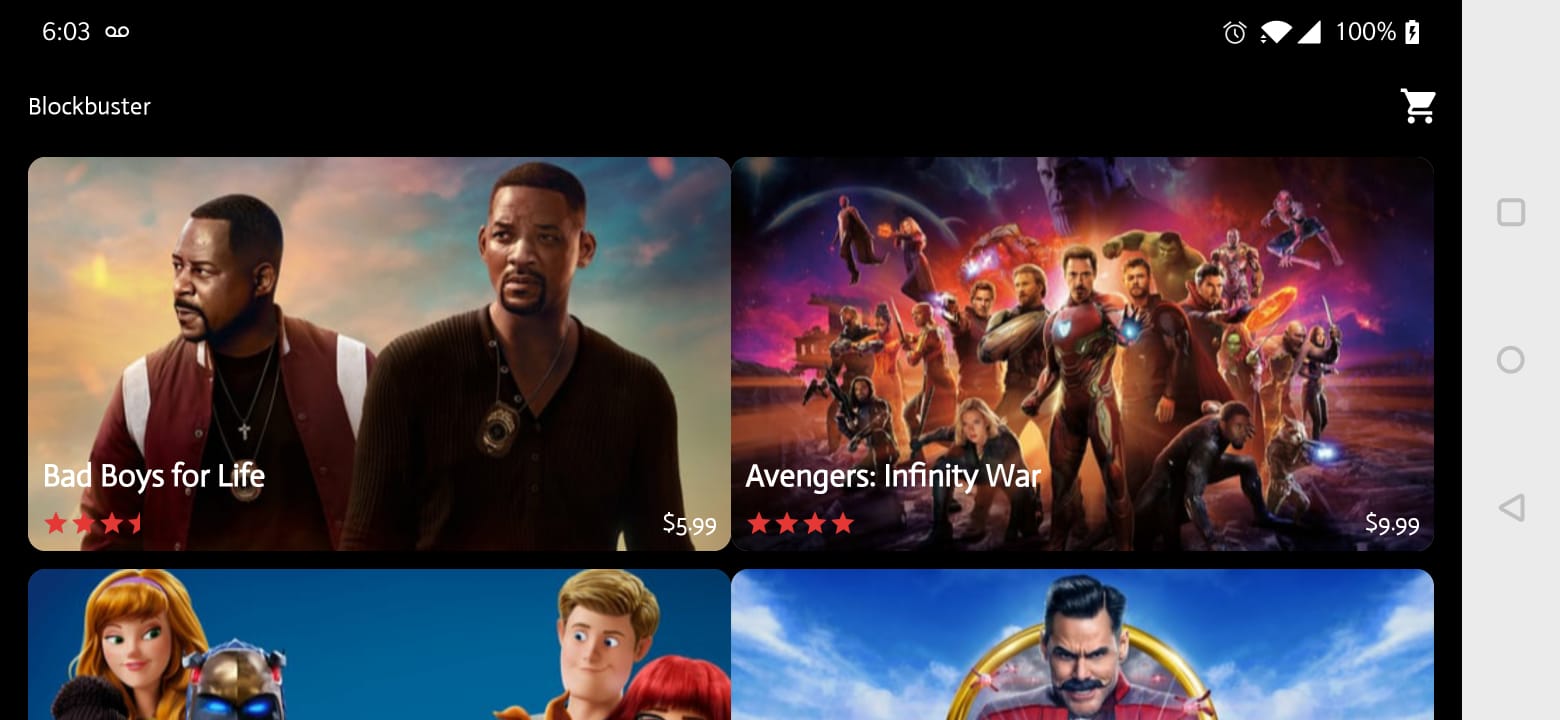 6:03
100%
Blockbuster
Bad Boys for Life
$5.99
Avengers: Infinity War
$9.99